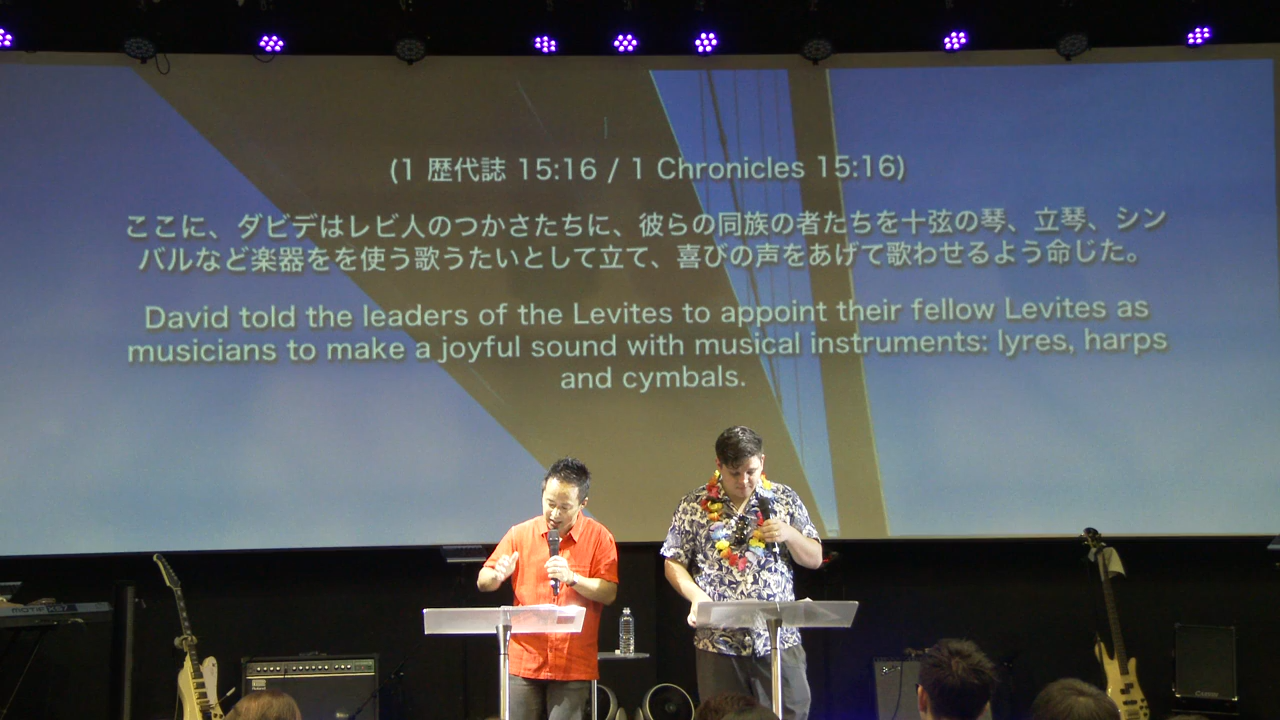 (1 歴代誌 15:16 / 1 Chronicles 15:16)
ここに、ダビデはレビ人のつかさたちに、彼らの同族の者たちを十弦の琴、立琴、シン
バルなど楽器をを使う歌うたいとして立て、喜びの声をあげて歌わせるよう命じた。
David told the leaders of the Levites to appoint their fellow Levites as
musicians to make a joyful sound with musical instruments: lyres, harps
and cymbals.
Roland